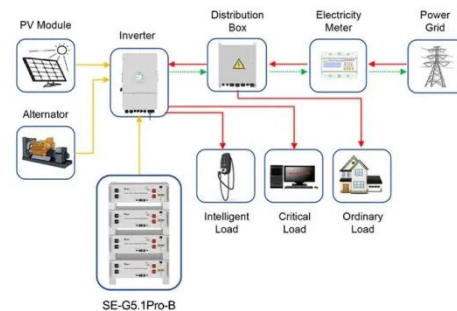 PV Module
Inverter
Distribution
Box
Electricity
Meter
Power
Grid
Alternator
Intelligent
Load
Critical
Load
Ordinary
Load
SE-G5.1Pro-B